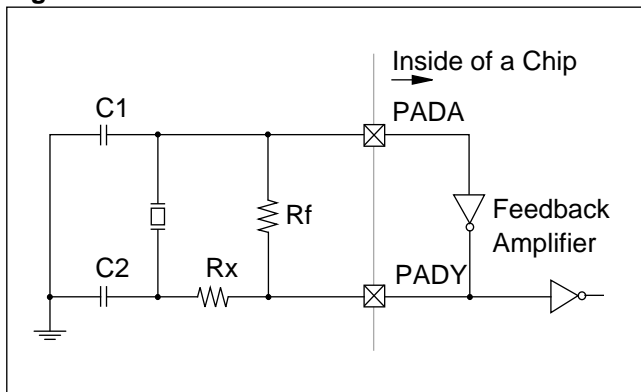 Inside of a Chip
C1
PADA
Rf
Feedback
Amplifier
C2
Rx
PADY